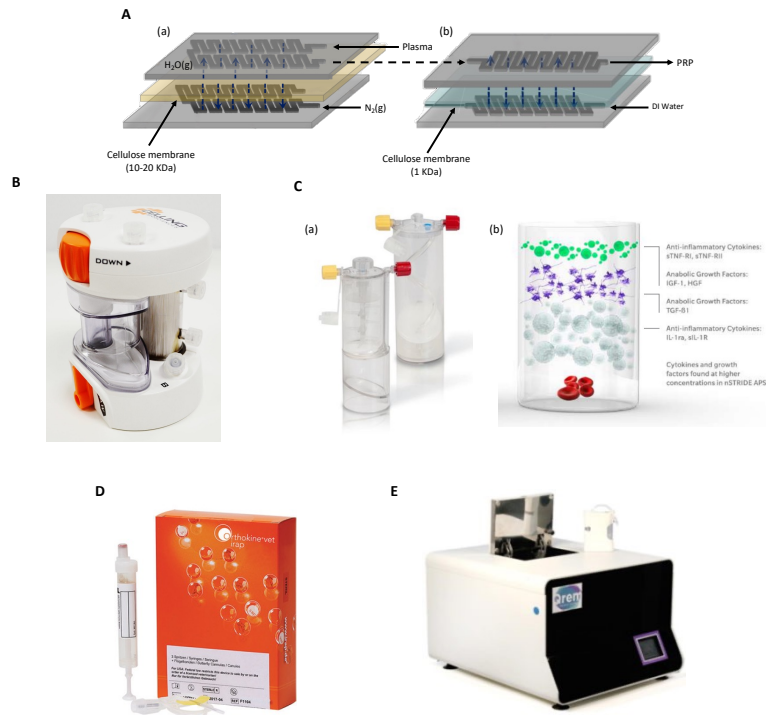 A
(a)
(b)
Plasma
H₂O(g)
PRP
N₂(g)
DI Water
Cellulose membrane
(10-20 KDa)
Cellulose membrane
(1 KDa)
B
DOWN
C
(a)
(b)
Anti-inflammatory Cytokines:
sTNF-RI, sTNF-RII
Anabolic Growth Factors:
IGF-1, HGF
Anabolic Growth Factors:
TGF-ß1
Anti-inflammatory Cytokines:
IL-1ra, sIL-1R
Cytokines and growth
factors found at higher
concentrations in nSTRIDE APS
D
Orthokine vet
irap
E
Qrem